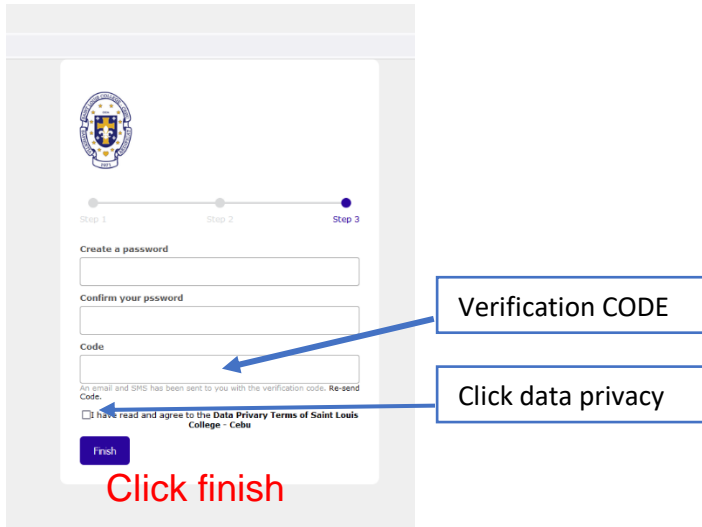 Step 1
Step 2
Step 3
Create a password
Confirm your pssword
Code
An email and SMS has been sent to you with the verification code. Re-send
Code.
I have read and agree to the Data Privary Terms of Saint Louis
College - Cebu
Finish
Click finish
Verification CODE
Click data privacy